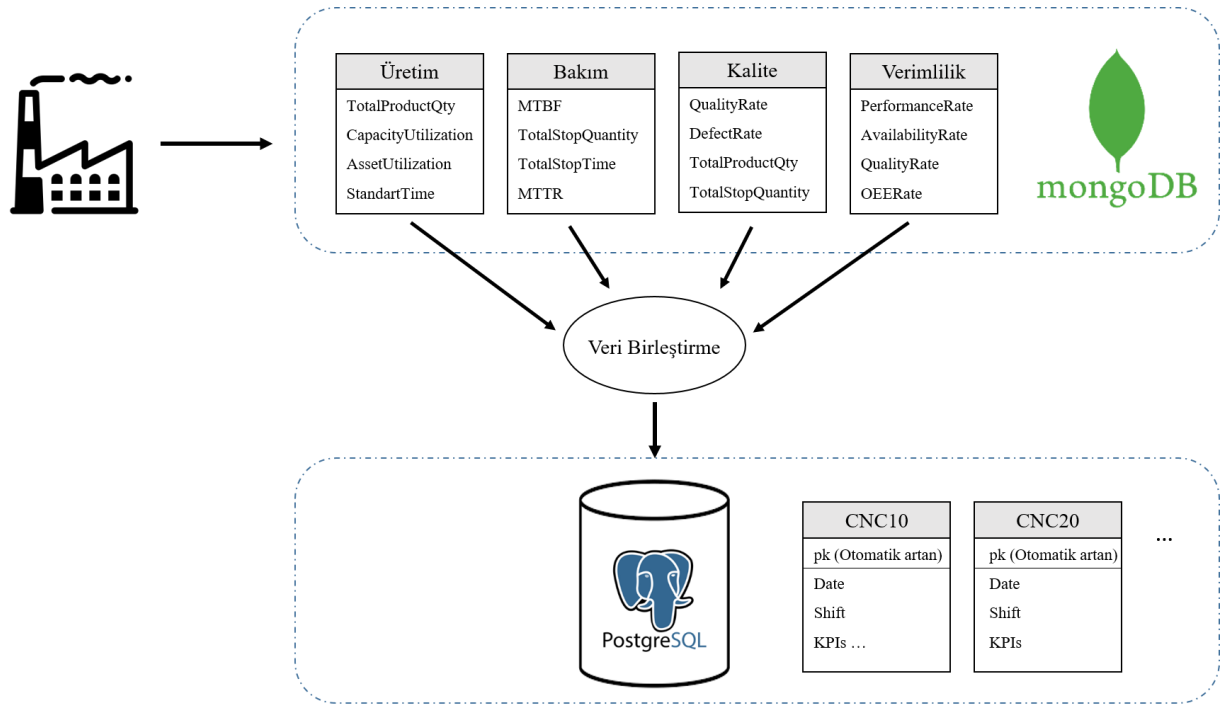 Üretim
TotalProductQty
CapacityUtilization
AssetUtilization
StandartTime
Bakım
MTBF
TotalStopQuantity
TotalStopTime
MTTR
Kalite
QualityRate
DefectRate
TotalProductQty
TotalStopQuantity
Verimlilik
PerformanceRate
AvailabilityRate
QualityRate
OEERate
mongoDB
Veri Birleştirme
PostgreSQL
CNC10
pk (Otomatik artan)
Date
Shift
KPIs ...
CNC20
pk (Otomatik artan)
Date
Shift
KPIs
...